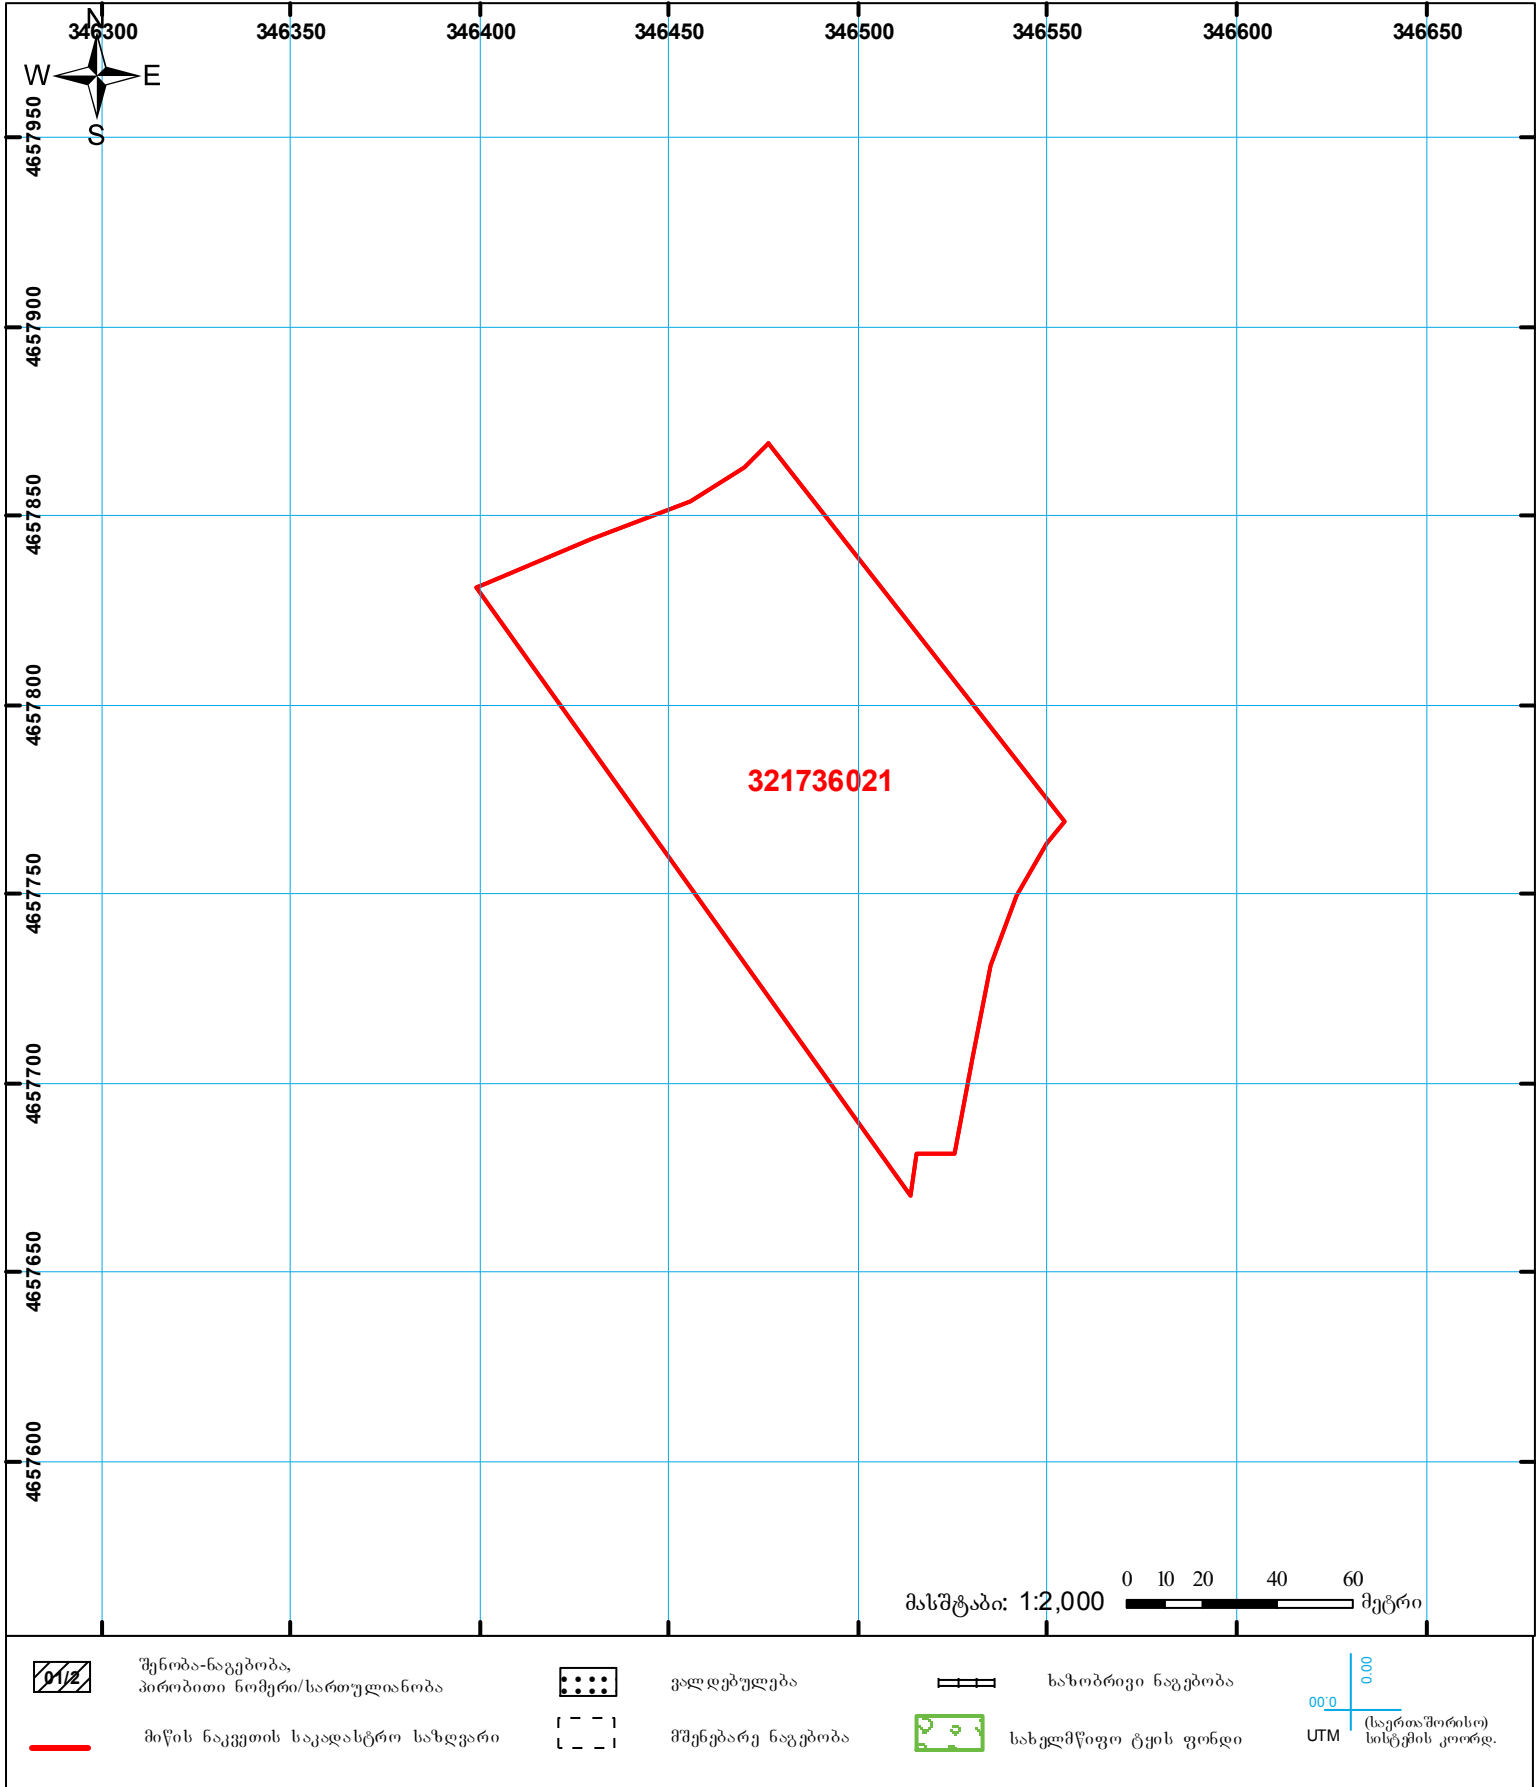 N
346300 346350 346400 346450 346500 346550 346600 346650
W E
S
4657950
4657900
4657850
4657800
321736021
4657750
4657700
4657650
4657600
0 10 20 40 60
მასშტაბი: 1:2,000 მეტრი
01/2
შენობა-ნაგებობა,
პირობითი ნომერი/სართულიანობა
ვალდებულება
ხაზობრივი ნაგებობა
00.0
00.0
მიწის ნაკვეთის საკადასტრო საზღვარი
მშენებარე ნაგებობა
სახელმწიფო ტყის ფონდი
UTM
(საერთაშორისო)
სისტემის კოორდ.